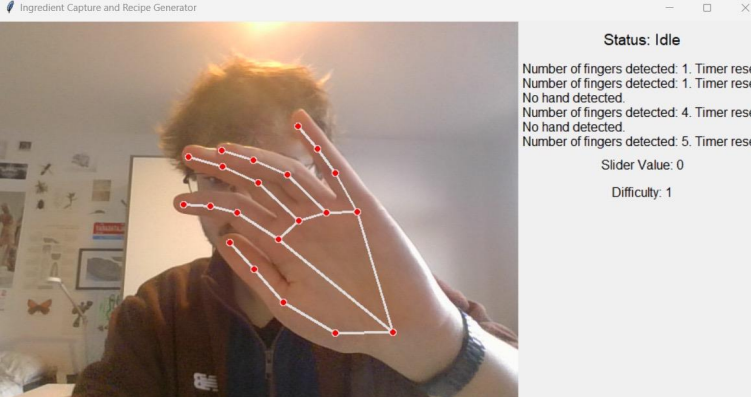 Ingredient Capture and Recipe Generator
Status: Idle
Number of fingers detected: 1. Timer rese
Number of fingers detected: 1. Timer rese
No hand detected.
Number of fingers detected: 4. Timer rese
No hand detected.
Number of fingers detected: 5. Timer rese
Slider Value: 0
Difficulty: 1